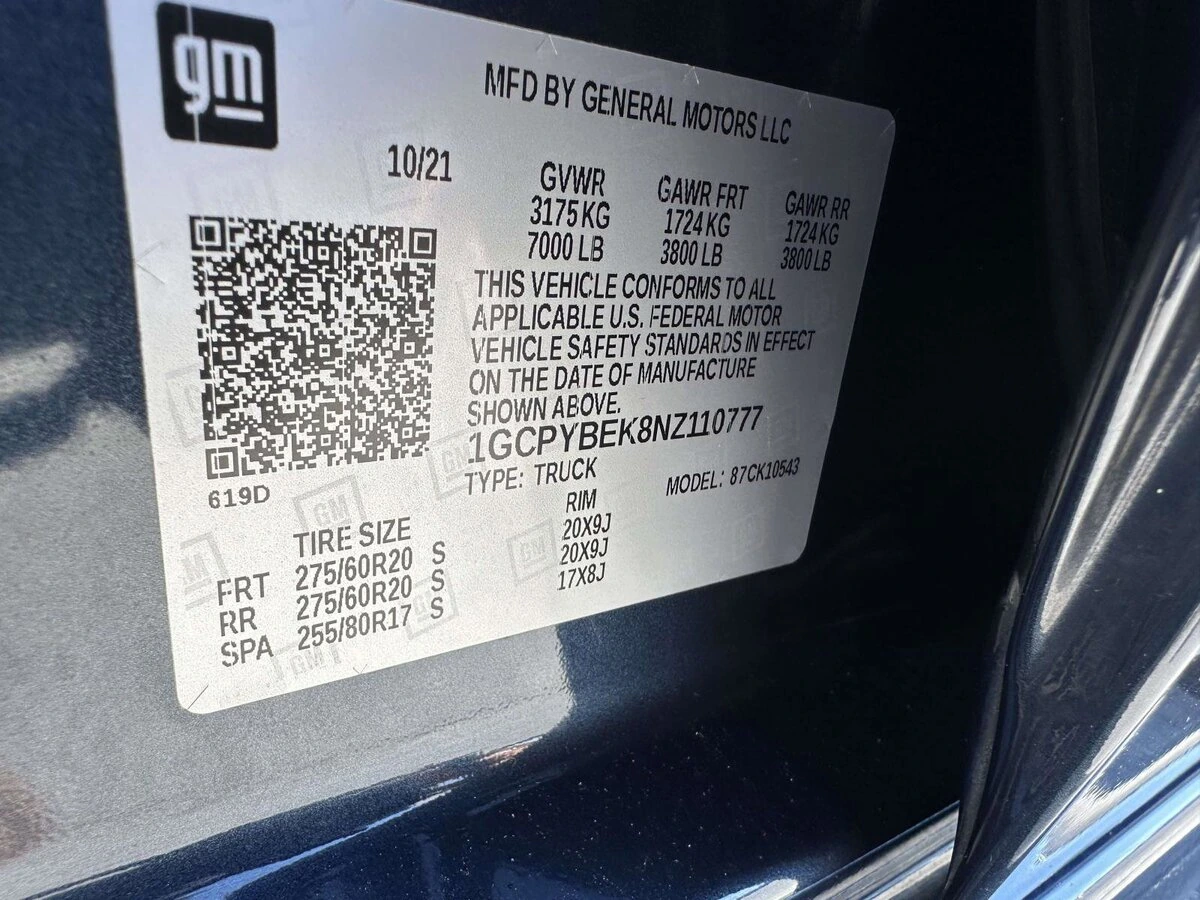 gm
MFD BY GENERAL MOTORS LLC
10/21
GVWR GAWR FRT GAWR RR
3175 KG 1724 KG 1724 KG
7000 LB 3800 LB 3800 LB
THIS VEHICLE CONFORMS TO ALL
APPLICABLE U.S. FEDERAL MOTOR
VEHICLE SAFETY STANDARDS IN EFFECT
ON THE DATE OF MANUFACTURE
SHOWN ABOVE.
1GCPYBEK8NZ110777
TYPE: TRUCK MODEL: 87CK10543
619D
TIRE SIZE RIM
FRT 275/60R20 S 20X9J
RR 275/60R20 S 20X9J
SPA 255/80R17 S 17X8J